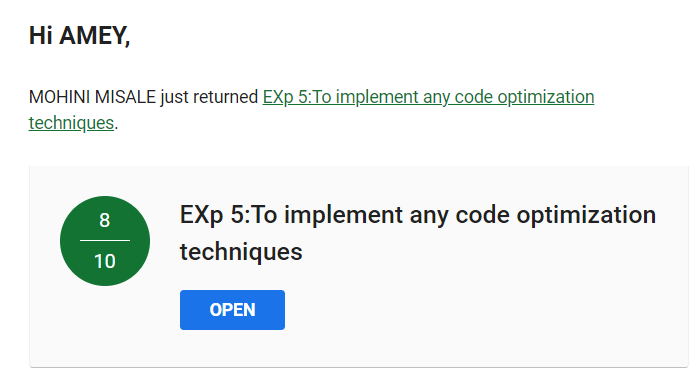 Hi AMEY,
MOHINI MISALE just returned EXp 5:To implement any code optimization
techniques.
8
10
EXp 5:To implement any code optimization
techniques
OPEN